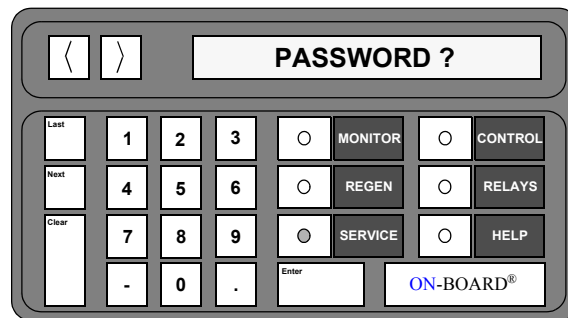 〈 〉 PASSWORD ?
Last 1 2 3 MONITOR CONTROL
Next 4 5 6 REGEN RELAYS
Clear 7 8 9 SERVICE HELP
- 0 . Enter ON-BOARD®